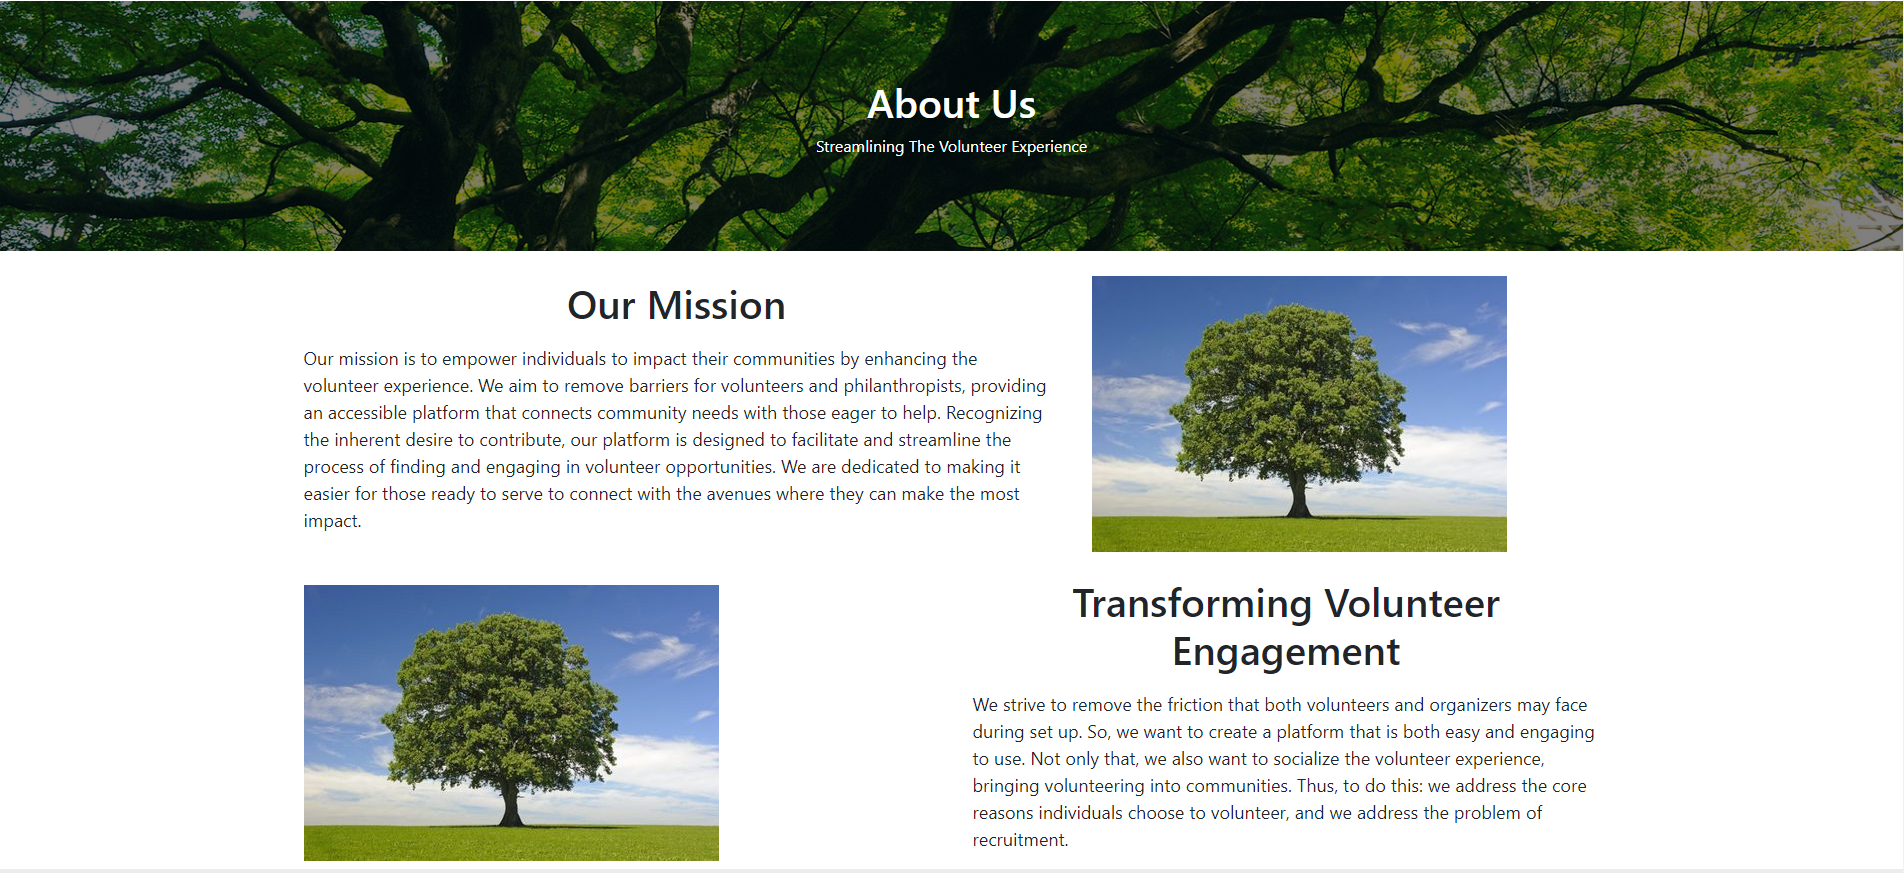 About Us
Streamlining The Volunteer Experience
Our Mission
Our mission is to empower individuals to impact their communities by enhancing the
volunteer experience. We aim to remove barriers for volunteers and philanthropists, providing
an accessible platform that connects community needs with those eager to help. Recognizing
the inherent desire to contribute, our platform is designed to facilitate and streamline the
process of finding and engaging in volunteer opportunities. We are dedicated to making it
easier for those ready to serve to connect with the avenues where they can make the most
impact.
Transforming Volunteer
Engagement
We strive to remove the friction that both volunteers and organizers may face
during set up. So, we want to create a platform that is both easy and engaging
to use. Not only that, we also want to socialize the volunteer experience,
bringing volunteering into communities. Thus, to do this: we address the core
reasons individuals choose to volunteer, and we address the problem of
recruitment.